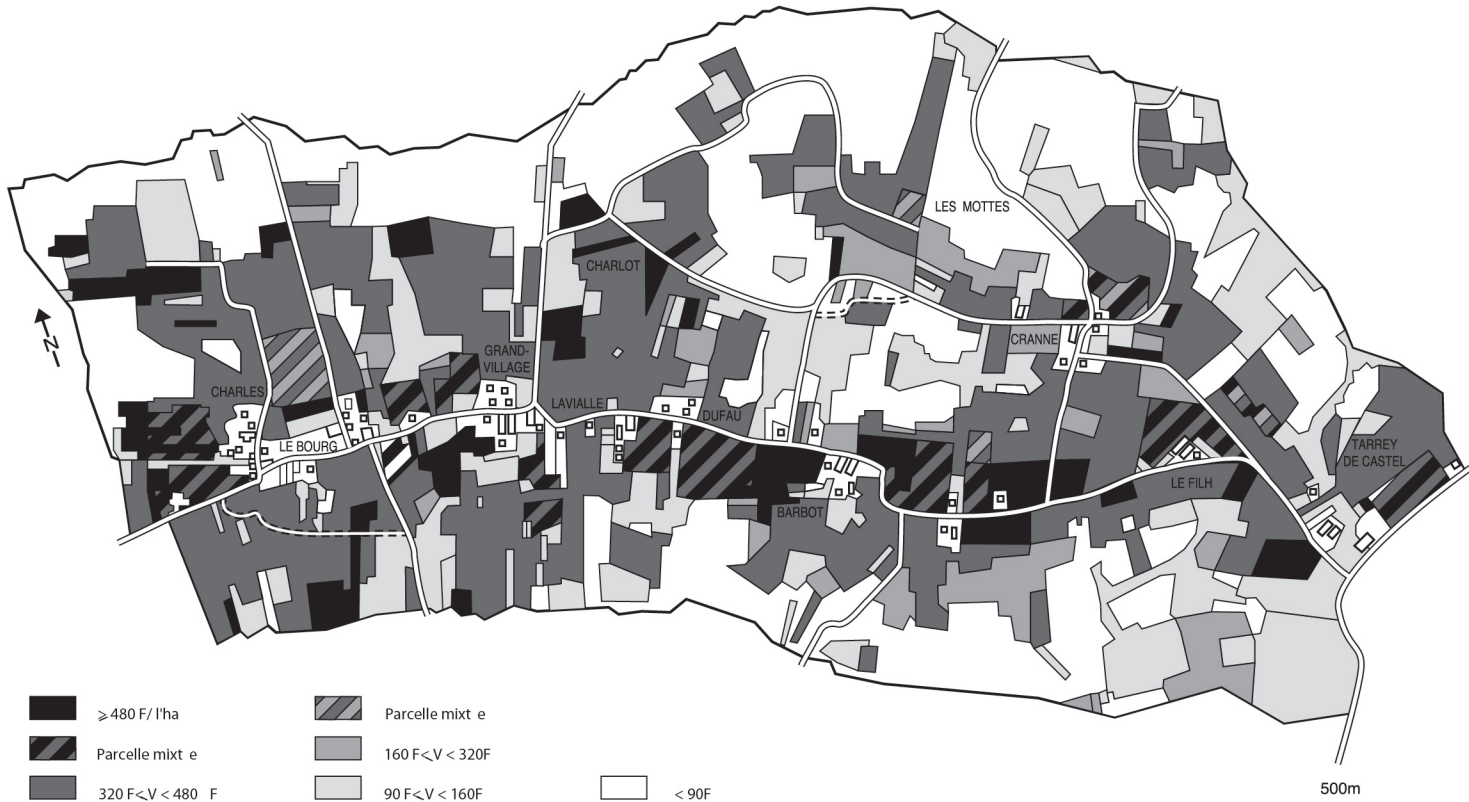 LES MOTTES
CHARLOT
N
CRANNE
GRAND-
VILLAGE
CHARLES
LAVIALLE
DUFAU
LE BOURG
TARREY
DE CASTEL
LE FILH
BARBOT
⩾ 480 F/ l'ha
Parcelle mixt e
Parcelle mixt e
160 F⩽V < 320F
320 F⩽V < 480 F
90 F⩽V < 160F
< 90F
500m